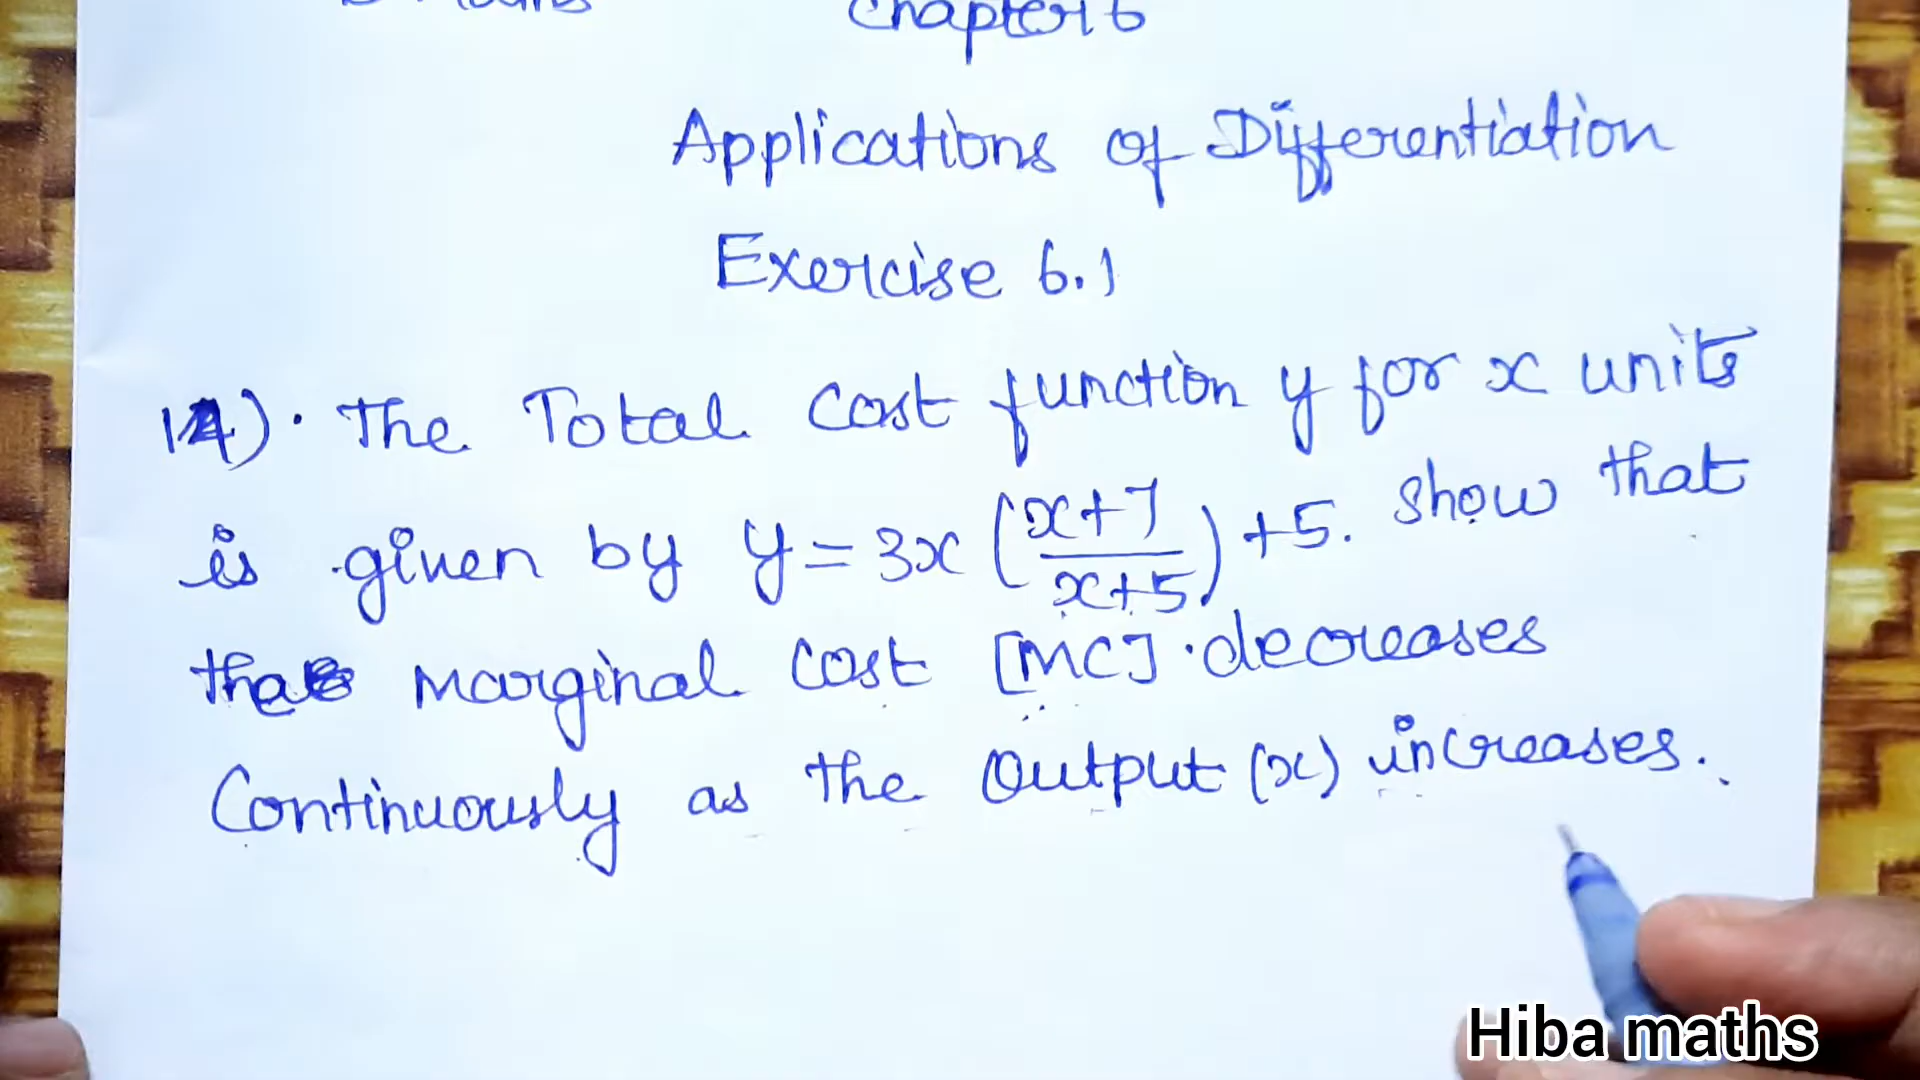 Maths Chapter 6
Applications of Differentiation
Exercise 6.1
14). The Total cost function y for x units
is given by y = 3x (x+7/x+5) +5. show that
the marginal cost [MC] decreases
Continuously as the output (x) increases.
Hiba maths